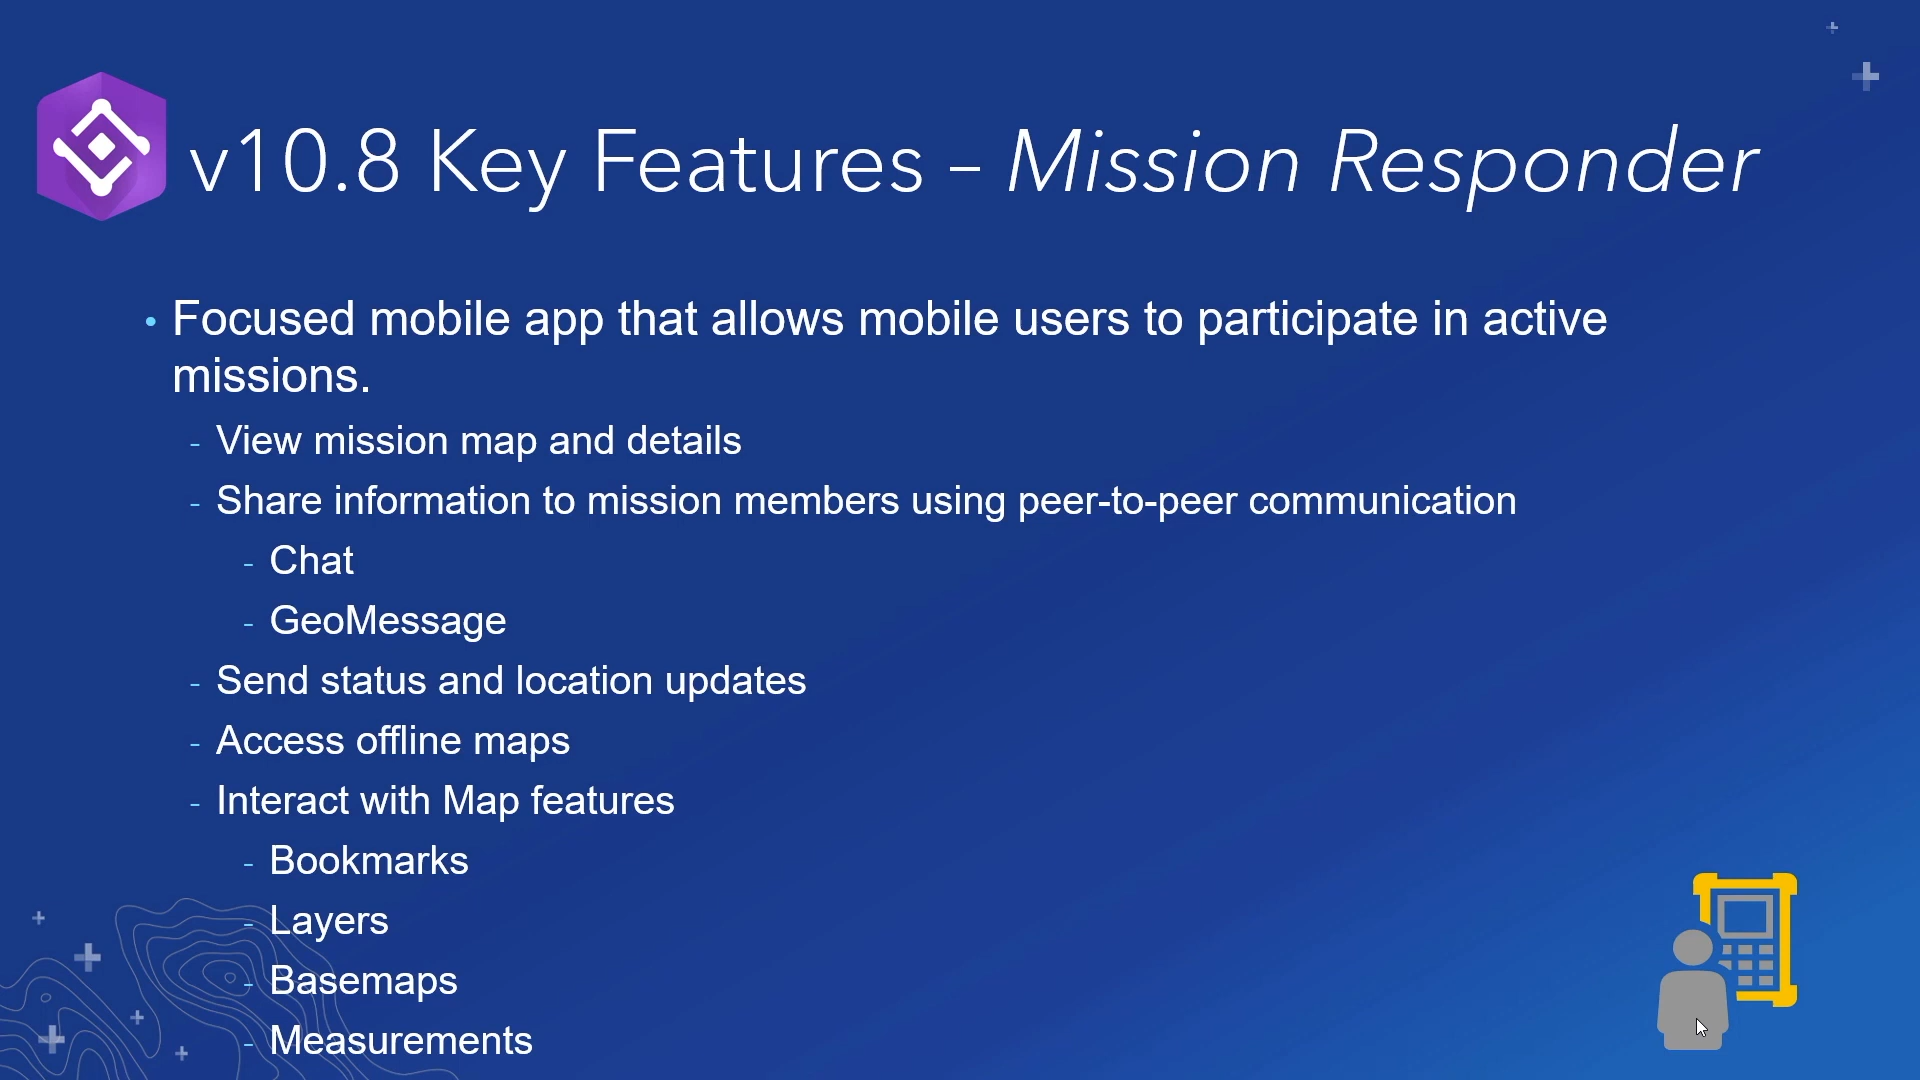 v10.8 Key Features – Mission Responder
• Focused mobile app that allows mobile users to participate in active
missions.
- View mission map and details
- Share information to mission members using peer-to-peer communication
- Chat
- GeoMessage
- Send status and location updates
- Access offline maps
- Interact with Map features
- Bookmarks
- Layers
- Basemaps
- Measurements